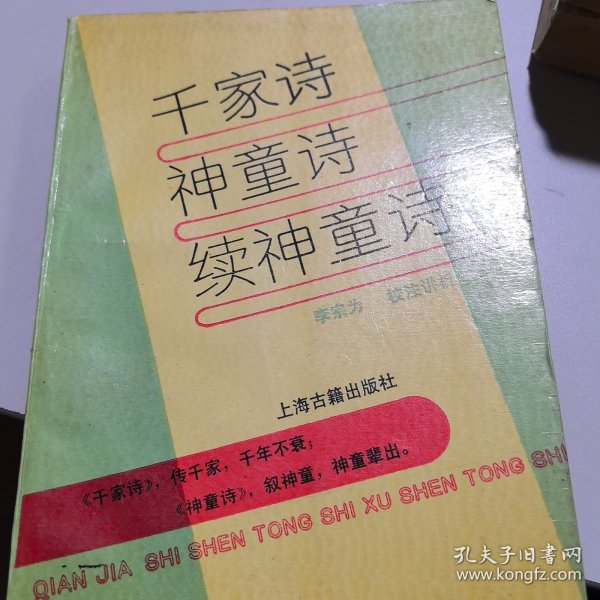 千家诗
神童诗
续神童诗
李宗为 校注讲析
上海古籍出版社
《千家诗》，传千家，千年不衰；
《神童诗》，叙神童，神童辈出。
QIAN JIA SHI SHEN TONG SHI XU SHEN TONG SHI
孔夫子旧书网
www.kongfz.com